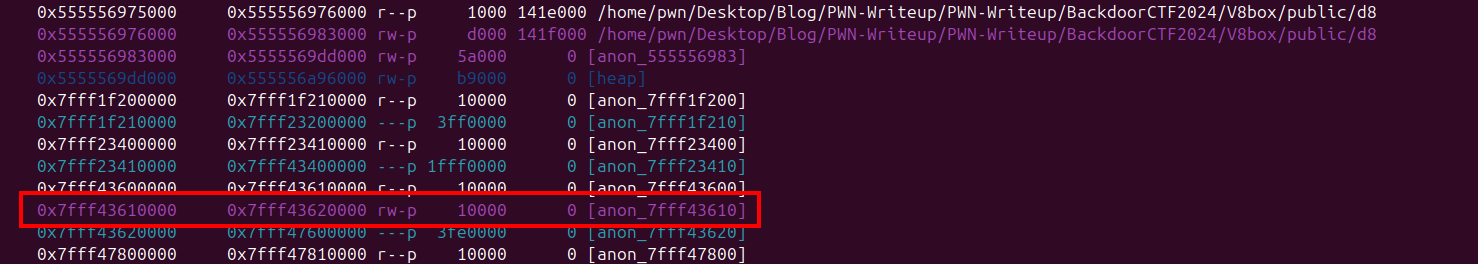 0x555556975000 0x555556976000 r--p 1000 141e000 /home/pwn/Desktop/Blog/PWN-Writeup/PWN-Writeup/BackdoorCTF2024/V8box/public/d8
0x555556976000 0x555556983000 rw-p d000 141f000 /home/pwn/Desktop/Blog/PWN-Writeup/PWN-Writeup/BackdoorCTF2024/V8box/public/d8
0x555556983000 0x5555569dd000 rw-p 5a000 0 [anon_555556983]
0x5555569dd000 0x555556a96000 rw-p b9000 0 [heap]
0x7fff1f200000 0x7fff1f210000 r--p 10000 0 [anon_7fff1f200]
0x7fff1f210000 0x7fff23200000 ---p 3ff0000 0 [anon_7fff1f210]
0x7fff23400000 0x7fff23410000 r--p 10000 0 [anon_7fff23400]
0x7fff23410000 0x7fff43400000 ---p 1fff0000 0 [anon_7fff23410]
0x7fff43600000 0x7fff43610000 r--p 10000 0 [anon_7fff43600]
0x7fff43610000 0x7fff43620000 rw-p 10000 0 [anon_7fff43610]
0x7fff43620000 0x7fff47600000 ---p 3fe0000 0 [anon_7fff43620]
0x7fff47800000 0x7fff47810000 r--p 10000 0 [anon_7fff47800]